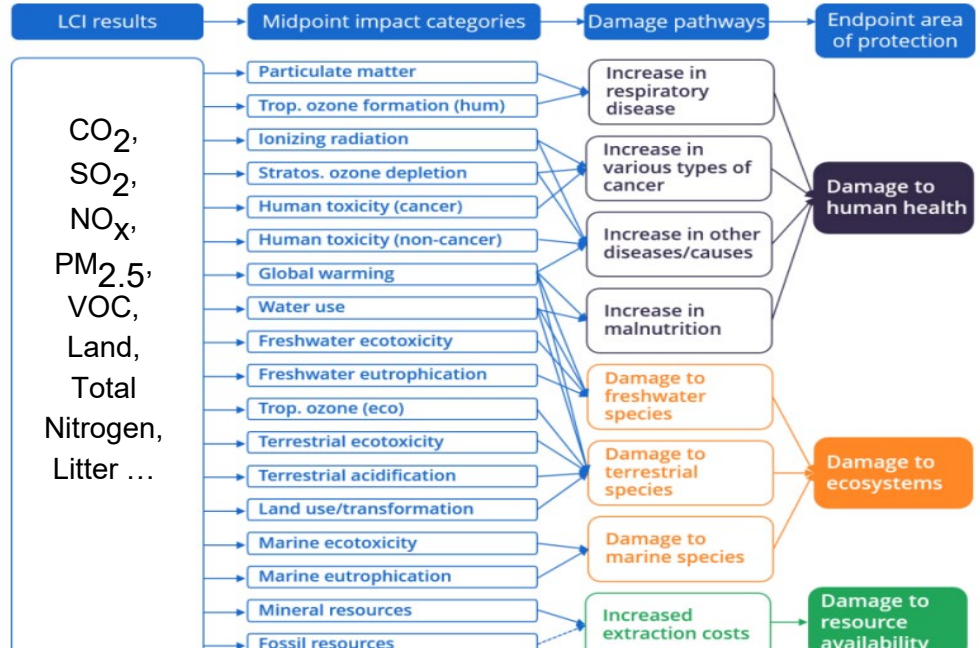 LCI results
Midpoint impact categories
Damage pathways
Endpoint area
of protection
CO2,
SO2,
NOx,
PM2.5,
VOC,
Land,
Total
Nitrogen,
Litter …
Particulate matter
Trop. ozone formation (hum)
Ionizing radiation
Stratos. ozone depletion
Human toxicity (cancer)
Human toxicity (non-cancer)
Global warming
Water use
Freshwater ecotoxicity
Freshwater eutrophication
Trop. ozone (eco)
Terrestrial ecotoxicity
Terrestrial acidification
Land use/transformation
Marine ecotoxicity
Marine eutrophication
Mineral resources
Fossil resources
Increase in
respiratory
disease
Increase in
various types of
cancer
Increase in other
diseases/causes
Increase in
malnutrition
Damage to
freshwater
species
Damage to
terrestrial
species
Damage to
marine species
Increased
extraction costs
Damage to
human health
Damage to
ecosystems
Damage to
resource
availability